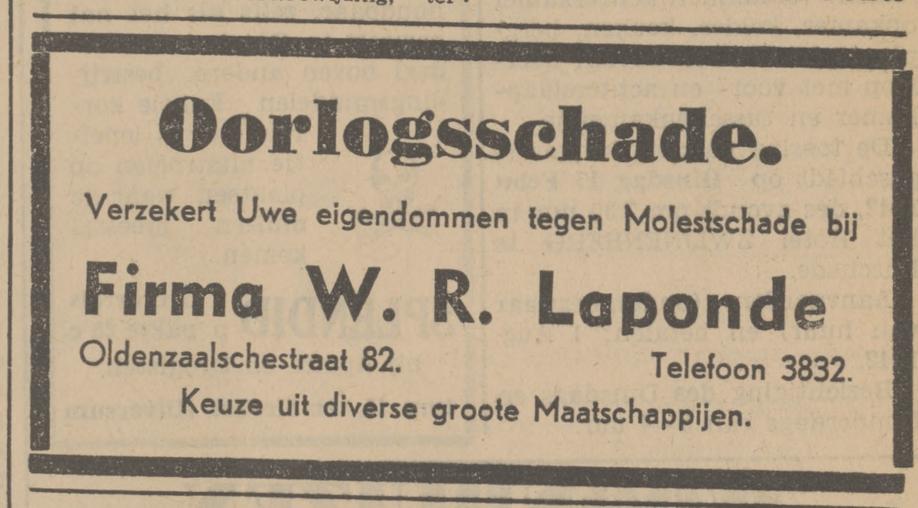 Oorlogsschade.
Verzekert Uwe eigendommen tegen Molestschade bij
Firma W. R. Laponde
Oldenzaalschestraat 82. Telefoon 3832.
Keuze uit diverse groote Maatschappijen.